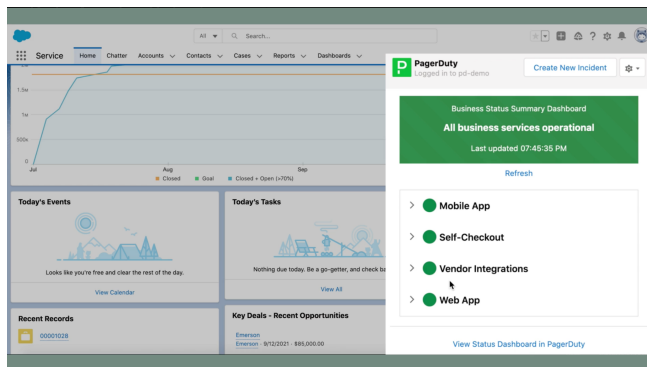 All
Search...
Service
Home
Chatter
Accounts
Contacts
Cases
Reports
Dashboards
1.5м
1м
500к
0
Jul
Aug
Sep
Closed
Goal
Closed + Open (>70%)
Today's Events
Looks like you're free and clear the rest of the day.
View Calendar
Today's Tasks
Nothing due today. Be a go-getter, and check ba
View All
Recent Records
00001028
Key Deals - Recent Opportunities
Emerson
Emerson - 9/12/2021 - $85,000.00
PagerDuty
Logged in to pd-demo
Create New Incident
Business Status Summary Dashboard
All business services operational
Last updated 07:45:35 PM
Refresh
Mobile App
Self-Checkout
Vendor Integrations
Web App
View Status Dashboard in PagerDuty